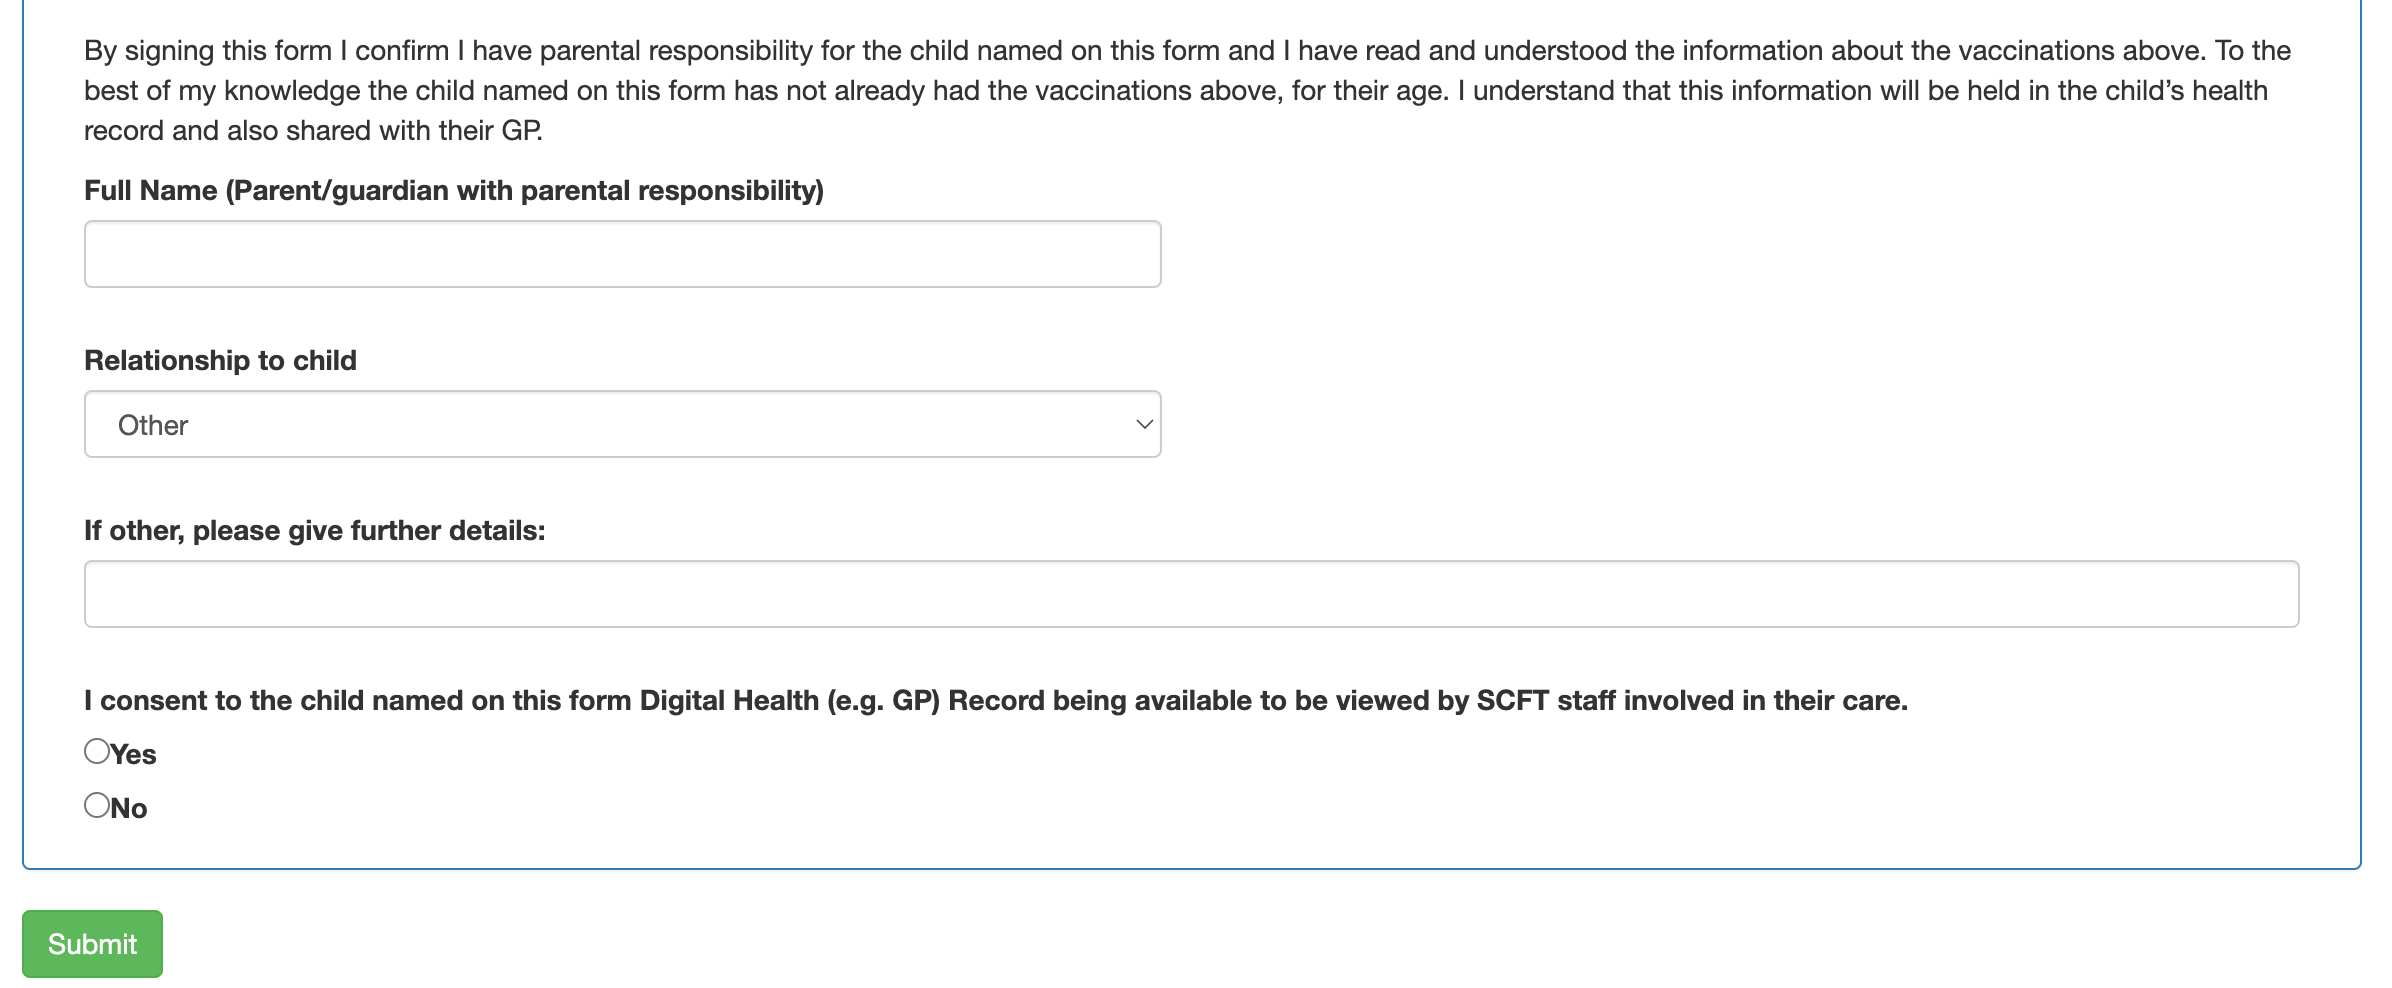 By signing this form I confirm I have parental responsibility for the child named on this form and I have read and understood the information about the vaccinations above. To the
best of my knowledge the child named on this form has not already had the vaccinations above, for their age. I understand that this information will be held in the child’s health
record and also shared with their GP.
Full Name (Parent/guardian with parental responsibility)
Relationship to child
Other
If other, please give further details:
I consent to the child named on this form Digital Health (e.g. GP) Record being available to be viewed by SCFT staff involved in their care.
Yes
No
Submit